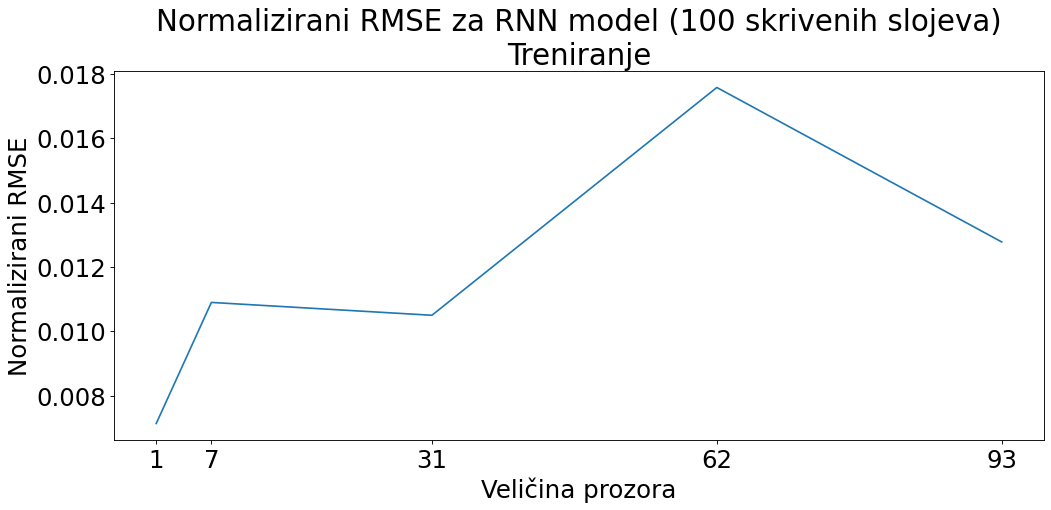 Normalizirani RMSE za RNN model (100 skrivenih slojeva)
Treniranje
Normalizirani RMSE
0.018
0.016
0.014
0.012
0.010
0.008
1 7 31 62 93
Veličina prozora